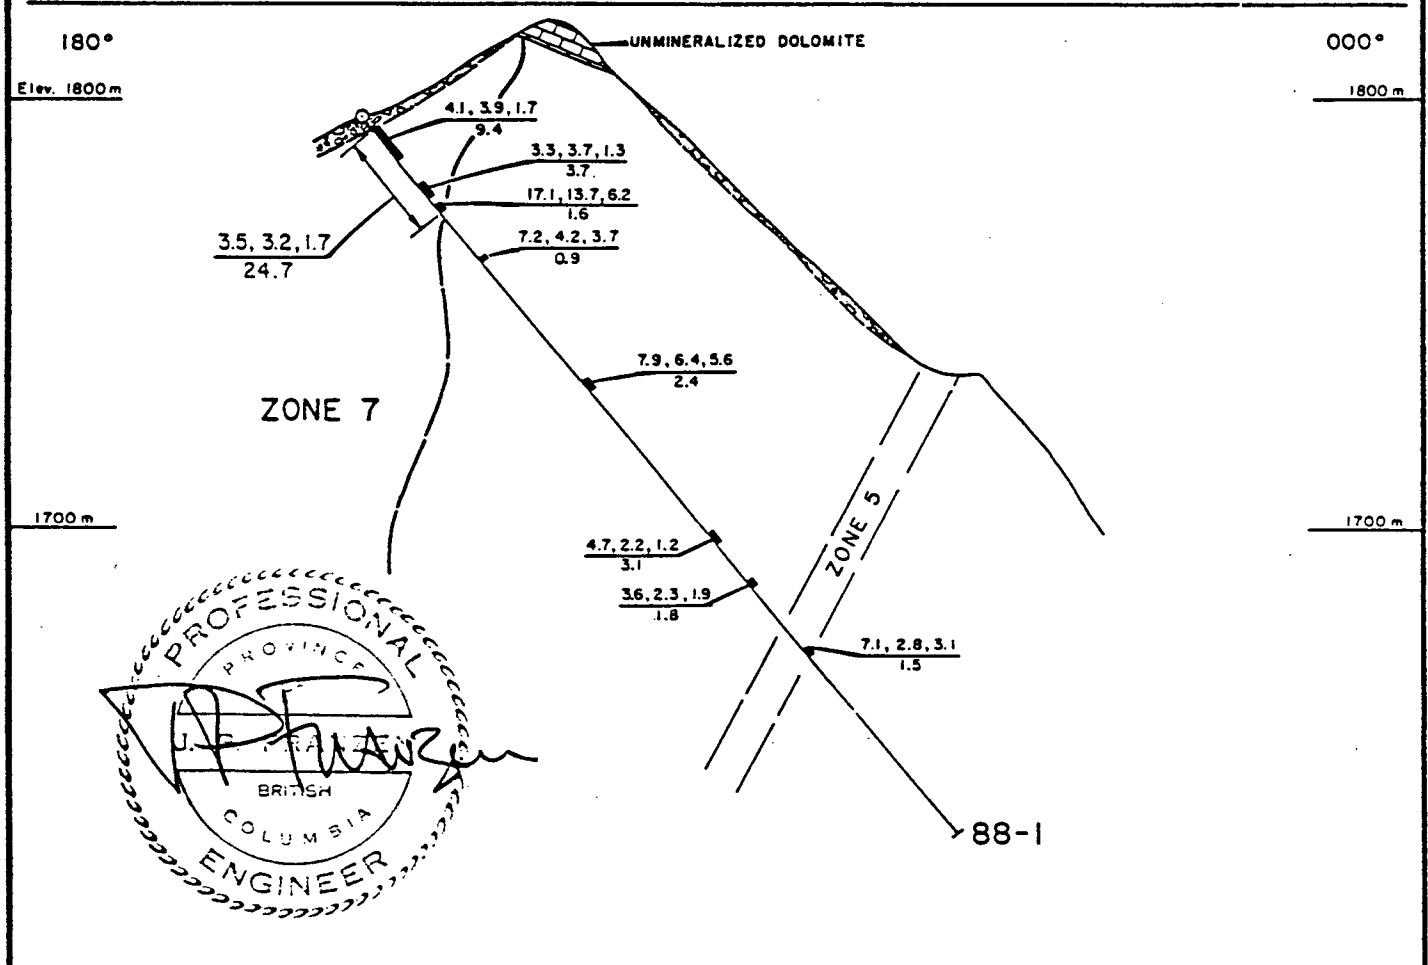 180°
000°
UNMINERALIZED DOLOMITE
Elev. 1800m
1800m
4.1, 3.9, 1.7
9.4
3.3, 3.7, 1.3
3.7
17.1, 13.7, 6.2
1.6
3.5, 3.2, 1.7
24.7
7.2, 4.2, 3.7
0.9
7.9, 6.4, 5.6
2.4
ZONE 7
ZONE 5
1700 m
1700 m
4.7, 2.2, 1.2
3.1
3.6, 2.3, 1.9
1.8
7.1, 2.8, 3.1
1.5
88-1
PROFESSIONAL
PROVINCE
BRITISH
COLUMBIA
ENGINEER